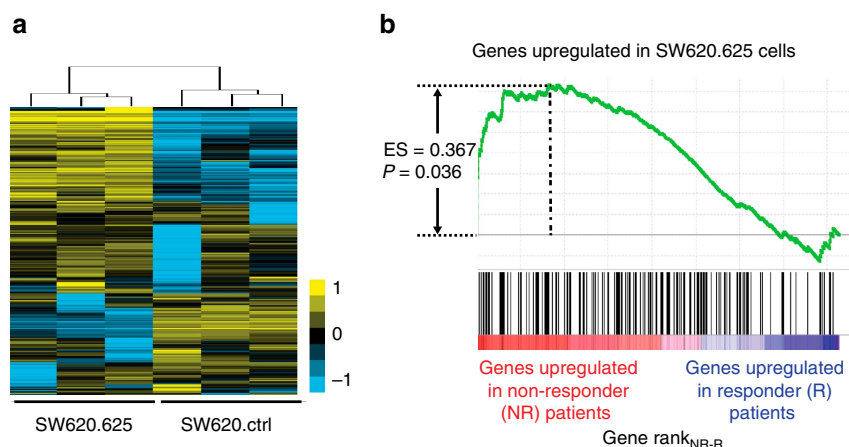 a
1
0
–1
SW620.625
SW620.ctrl
b
Genes upregulated in SW620.625 cells
ES = 0.367
P = 0.036
Genes upregulated
in non-responder
(NR) patients
Genes upregulated
in responder (R)
patients
Gene rankNR-R